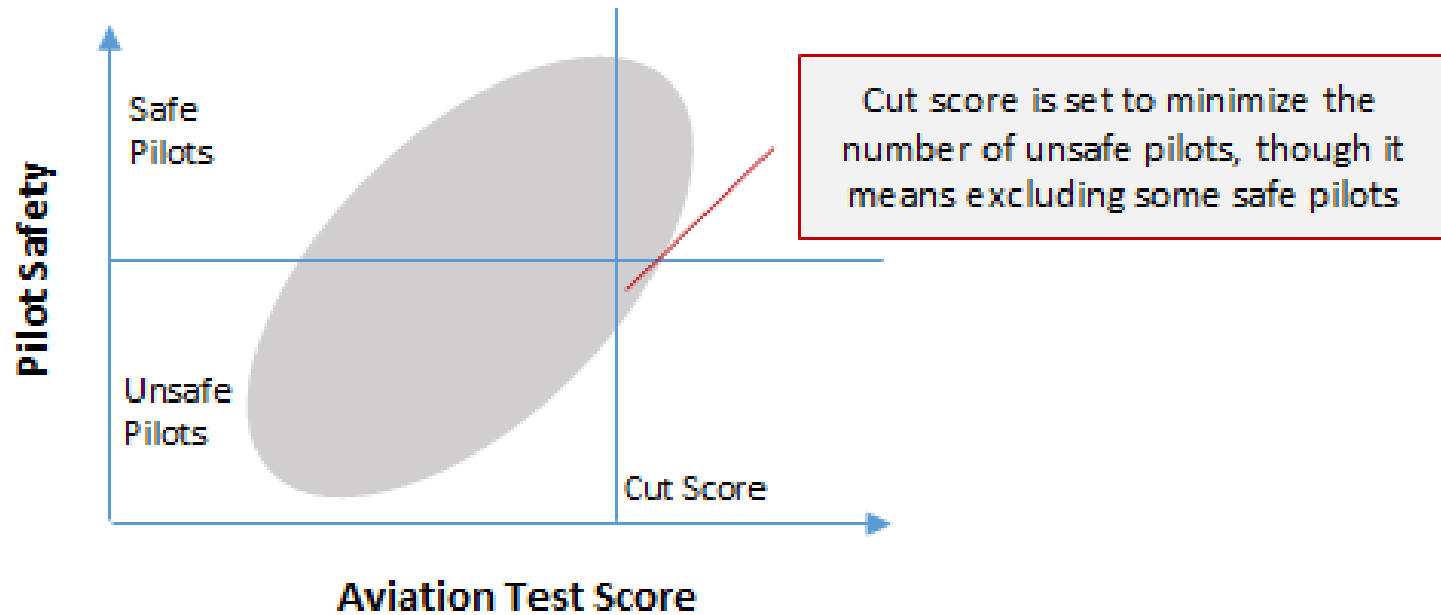 Safe
Pilots
Cut score is set to minimize the
number of unsafe pilots, though it
means excluding some safe pilots
Pilot Safety
Unsafe
Pilots
Cut Score
Aviation Test Score